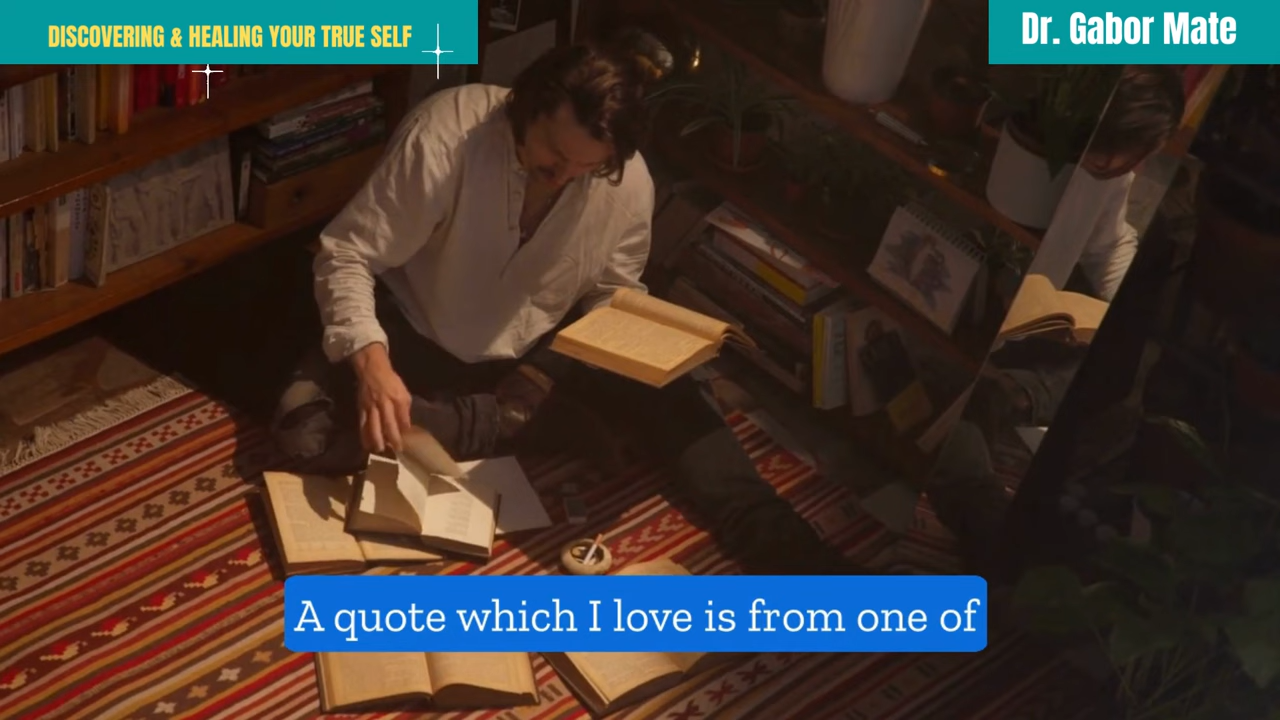 DISCOVERING & HEALING YOUR TRUE SELF
Dr. Gabor Mate
A quote which I love is from one of